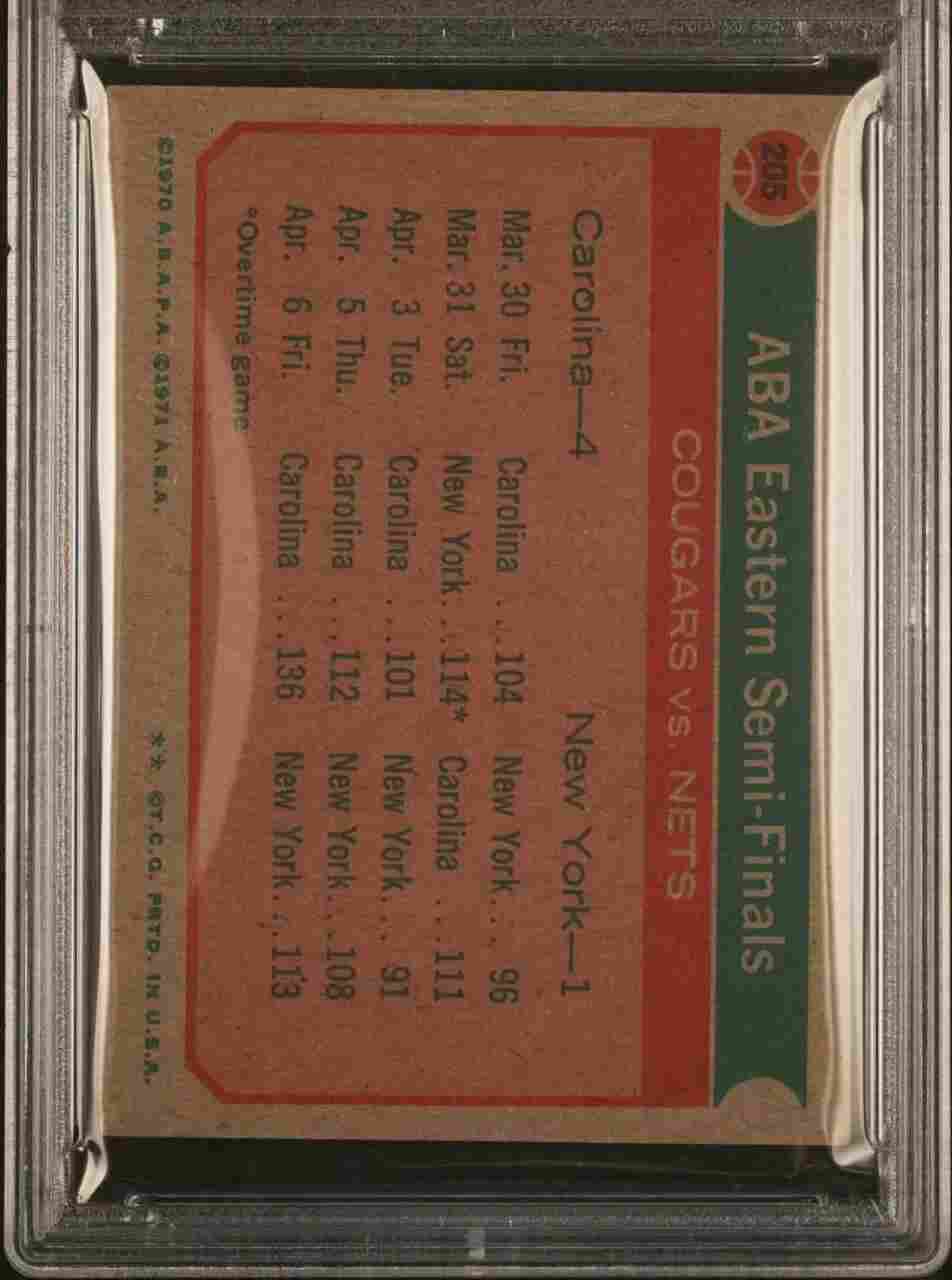 205
ABA Eastern Semi-Finals
COUGARS vs. NETS
Carolina—4 New York—1
Mar. 30 Fri. Carolina ...104 New York... 96
Mar. 31 Sat. New York...114* Carolina ...111
Apr. 3 Tue. Carolina ...101 New York... 91
Apr. 5 Thu. Carolina ...112 New York...108
Apr. 6 Fri. Carolina ...136 New York...113
*Overtime game
©1970 A.B.A.P.A. ©1971 A.B.A. ** ©T.C.G. PRTD. IN U.S.A.